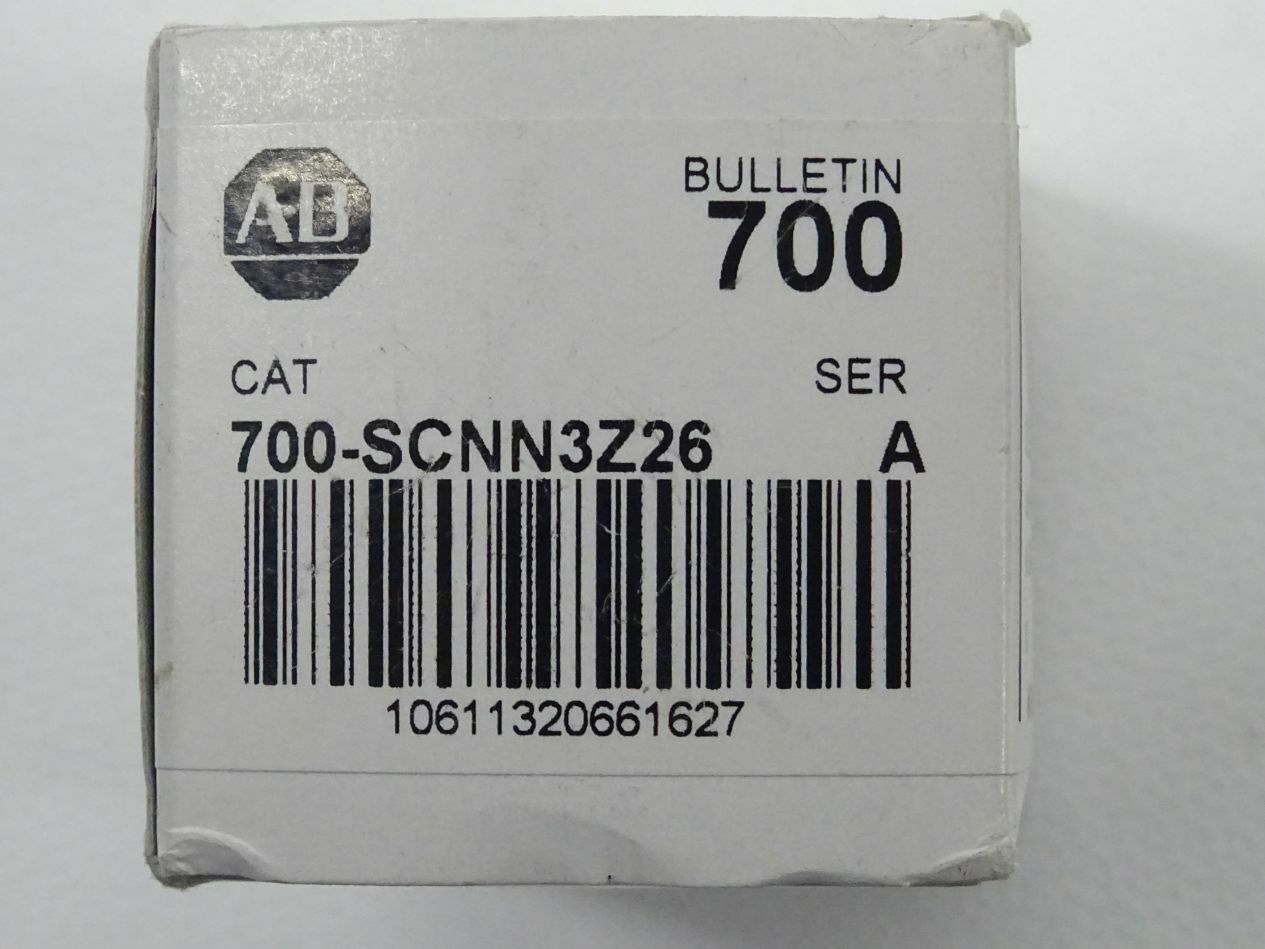 AB
BULLETIN
700
CAT SER
700-SCNN3Z26 A
10611320661627